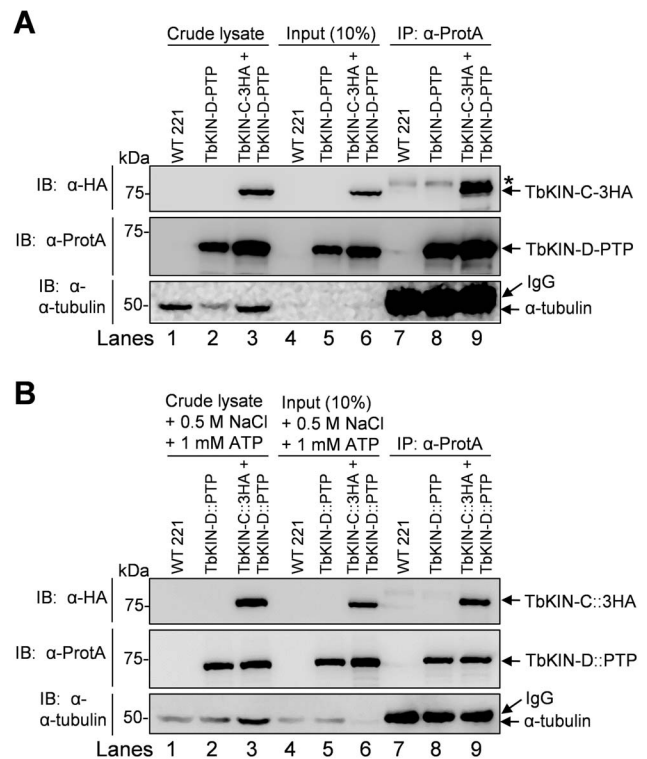 A
Crude lysate Input (10%) IP: α-ProtA
WT 221
TbKIN-D-PTP
TbKIN-C-3HA +
TbKIN-D-PTP
WT 221
TbKIN-D-PTP
TbKIN-C-3HA +
TbKIN-D-PTP
WT 221
TbKIN-D-PTP
TbKIN-C-3HA +
TbKIN-D-PTP
kDa
IB: α-HA 75- * TbKIN-C-3HA
IB: α-ProtA 75- TbKIN-D-PTP
IB: α-
α-tubulin 50- IgG
α-tubulin
Lanes 1 2 3 4 5 6 7 8 9
B
Crude lysate Input (10%)
+ 0.5 M NaCl + 0.5 M NaCl
+ 1 mM ATP + 1 mM ATP IP: α-ProtA
WT 221
TbKIN-D::PTP
TbKIN-C::3HA +
TbKIN-D::PTP
WT 221
TbKIN-D::PTP
TbKIN-C::3HA +
TbKIN-D::PTP
WT 221
TbKIN-D::PTP
TbKIN-C::3HA +
TbKIN-D::PTP
kDa
IB: α-HA 75- TbKIN-C::3HA
IB: α-ProtA 75- TbKIN-D::PTP
IB: α-
α-tubulin 50- IgG
α-tubulin
Lanes 1 2 3 4 5 6 7 8 9